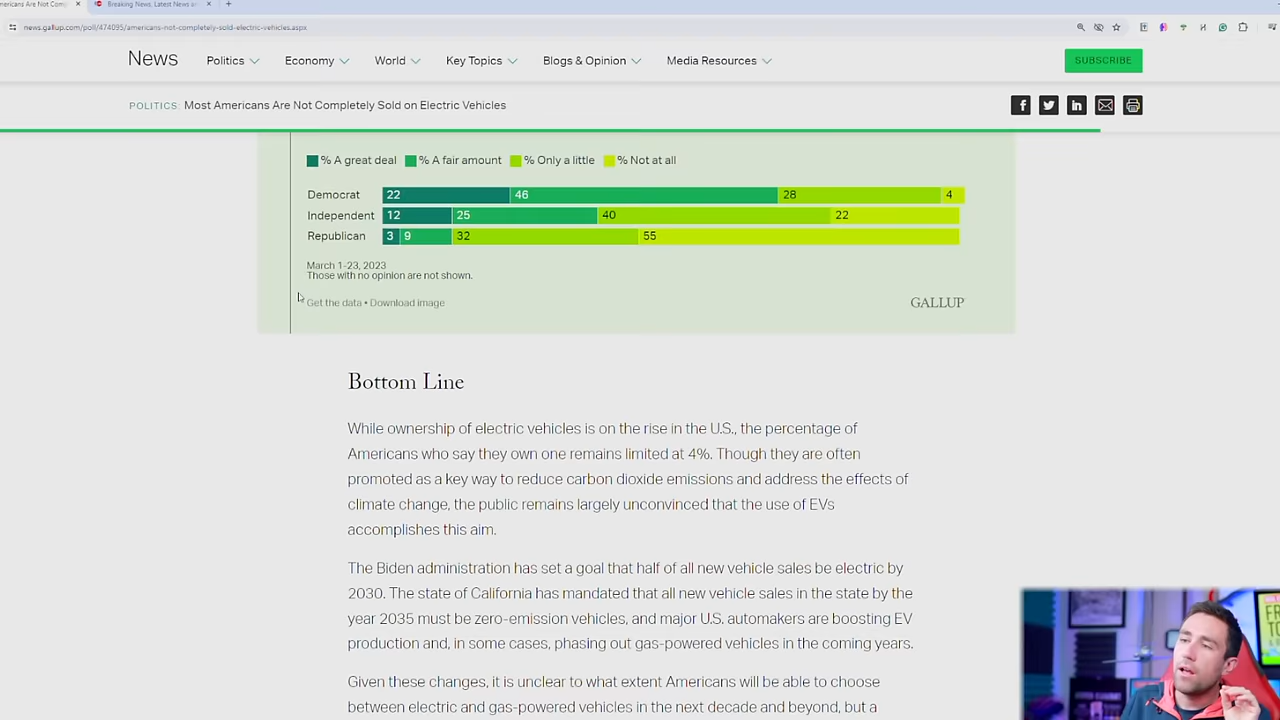 Americans Are Not Comp
Breaking News, Latest News an
news.gallup.com/poll/474095/americans-not-completely-sold-electric-vehicles.aspx
News Politics Economy World Key Topics Blogs & Opinion Media Resources SUBSCRIBE
POLITICS: Most Americans Are Not Completely Sold on Electric Vehicles
% A great deal % A fair amount % Only a little % Not at all
Democrat 22 46 28 4
Independent 12 25 40 22
Republican 3 9 32 55
March 1-23, 2023
Those with no opinion are not shown.
Get the data • Download image GALLUP
Bottom Line
While ownership of electric vehicles is on the rise in the U.S., the percentage of
Americans who say they own one remains limited at 4%. Though they are often
promoted as a key way to reduce carbon dioxide emissions and address the effects of
climate change, the public remains largely unconvinced that the use of EVs
accomplishes this aim.
The Biden administration has set a goal that half of all new vehicle sales be electric by
2030. The state of California has mandated that all new vehicle sales in the state by the
year 2035 must be zero-emission vehicles, and major U.S. automakers are boosting EV
production and, in some cases, phasing out gas-powered vehicles in the coming years.
Given these changes, it is unclear to what extent Americans will be able to choose
between electric and gas-powered vehicles in the next decade and beyond, but a